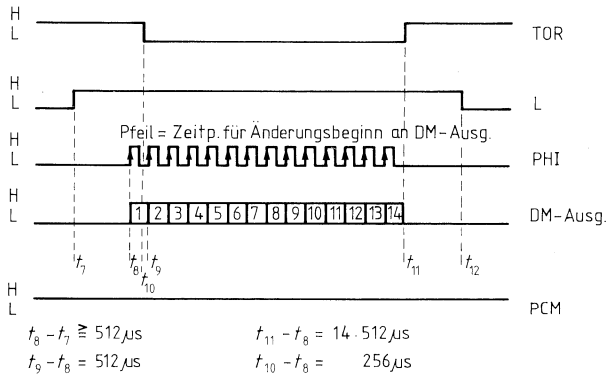 H
L
TOR
H
L
L
Pfeil = Zeitp. für Änderungsbeginn an DM-Ausg.
H
L
PHI
H
L
1 2 3 4 5 6 7 8 9 10 11 12 13 14
DM-Ausg.
t7 t8 t9 t10 t11 t12
H
L
PCM
t8 - t7 ≧ 512 µs
t11 - t8 = 14 · 512 µs
t9 - t8 = 512 µs
t10 - t8 = 256 µs